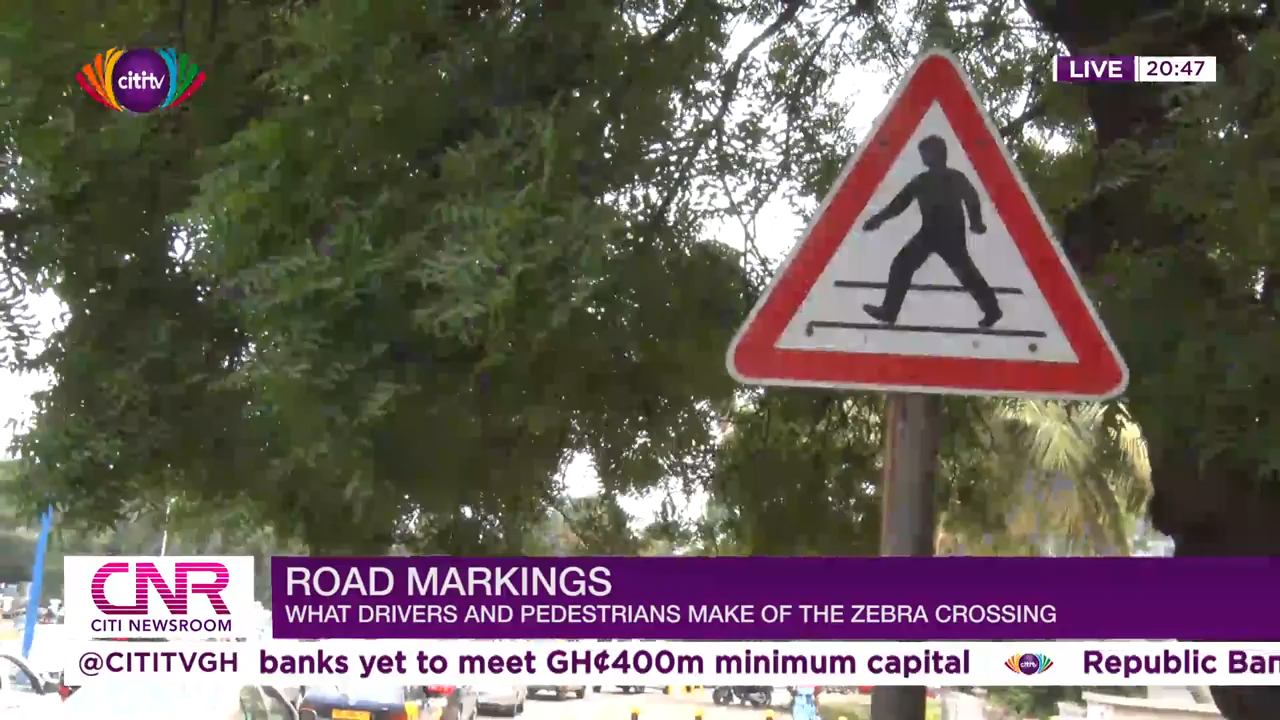 citi tv
LIVE 20:47
CNR
CITI NEWSROOM
ROAD MARKINGS
WHAT DRIVERS AND PEDESTRIANS MAKE OF THE ZEBRA CROSSING
@CITITVGH banks yet to meet GH¢400m minimum capital Republic Ban